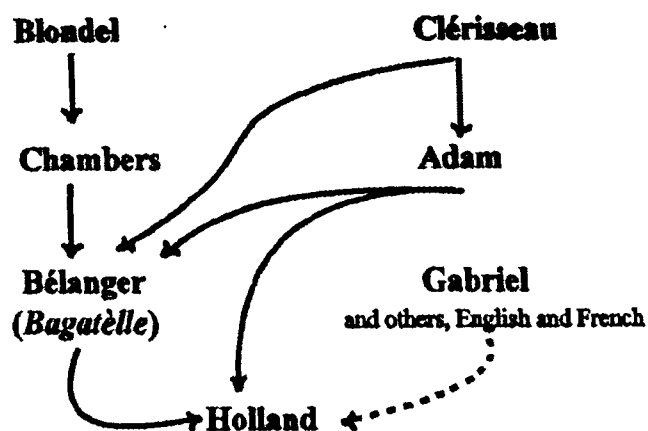 Blondel
Clérisseau
Chambers
Adam
Bélanger
(Bagatèlle)
Gabriel
and others, English and French
Holland